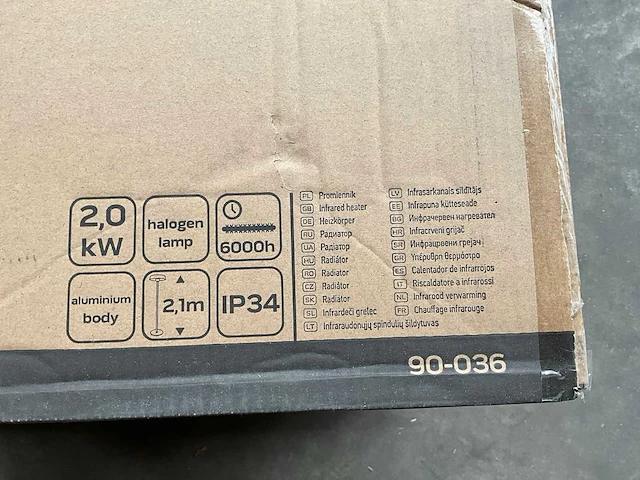 2,0
kW
halogen
lamp
6000h
aluminium
body
2,1m
IP34
PL Promiennik
GB Infrared heater
DE Heizkörper
RU Радиатор
UA Радіатор
HU Radiátor
RO Radiator
CZ Radiátor
SK Radiátor
SL Infrardeči grelec
LT Infraraudonųjų spindulių šildytuvas
LV Infrasarkanais sildītājs
EE Infrapuna kütteseade
BG Инфрачервен нагревател
HR Infracrveni grijač
SR Инфрацрвени грејач
GR Υπέρυθρη θερμάστρα
ES Calentador de infrarrojos
IT Riscaldatore a infrarossi
NL Infrarood verwarming
FR Chauffage infrarouge
90-036